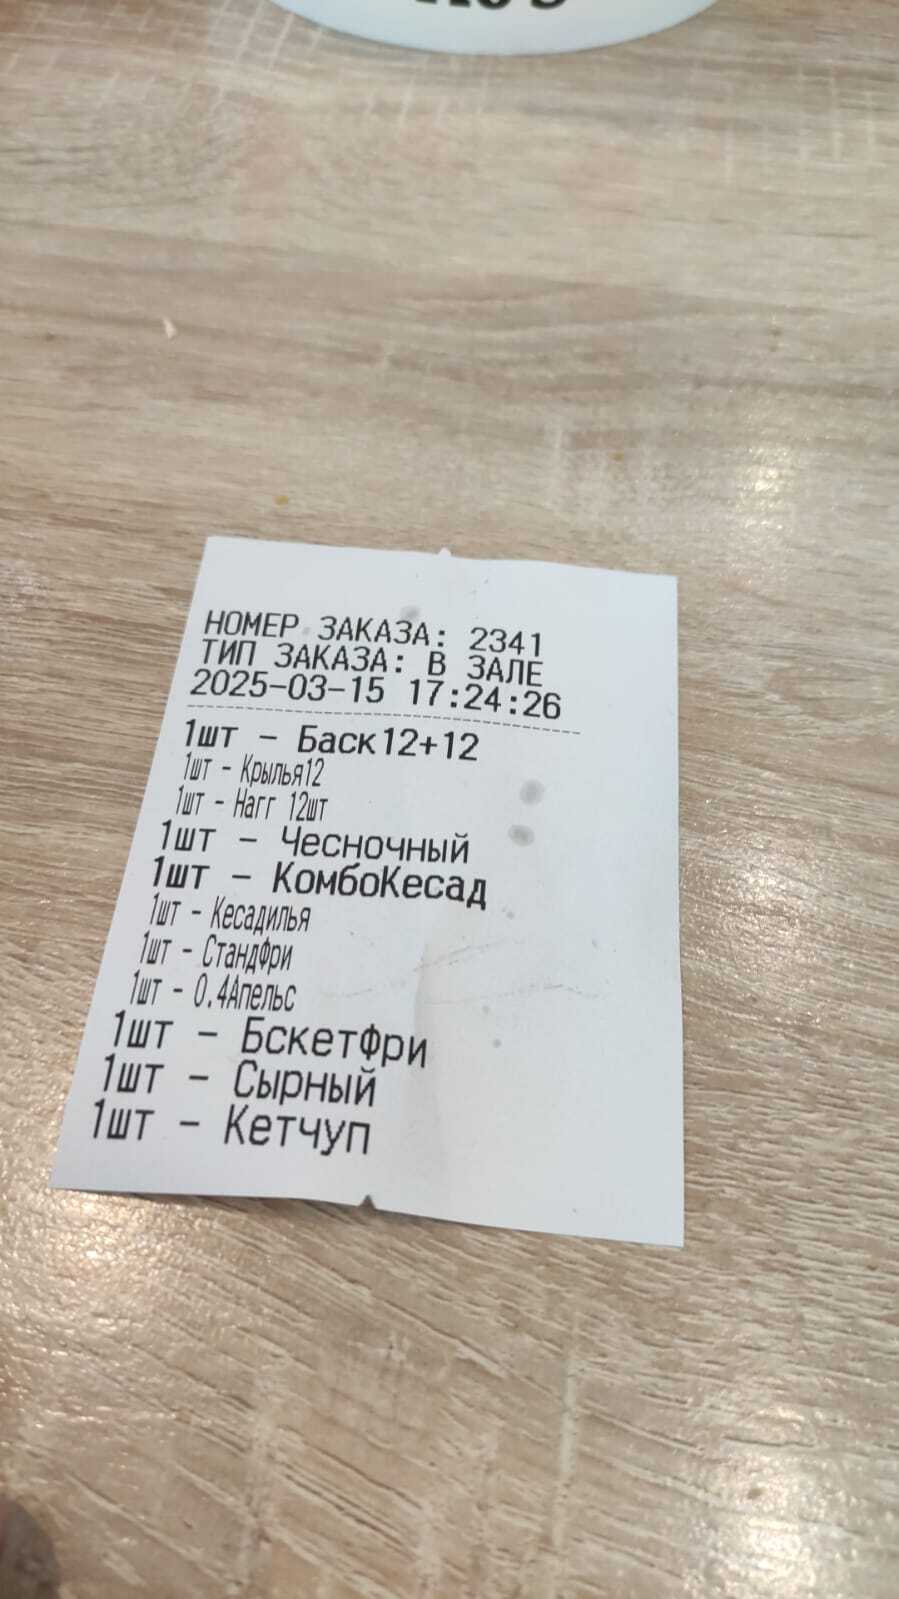 НОМЕР ЗАКАЗА: 2341
ТИП ЗАКАЗА: В ЗАЛЕ
2025-03-15 17:24:26
1шт - Баск12+12
1шт - Крылья12
1шт - Нагг 12шт
1шт - Чесночный
1шт - КомбоКесад
1шт - Кесадилья
1шт - СтандФри
1шт - 0.4Апельс
1шт - БскетФри
1шт - Сырный
1шт - Кетчуп